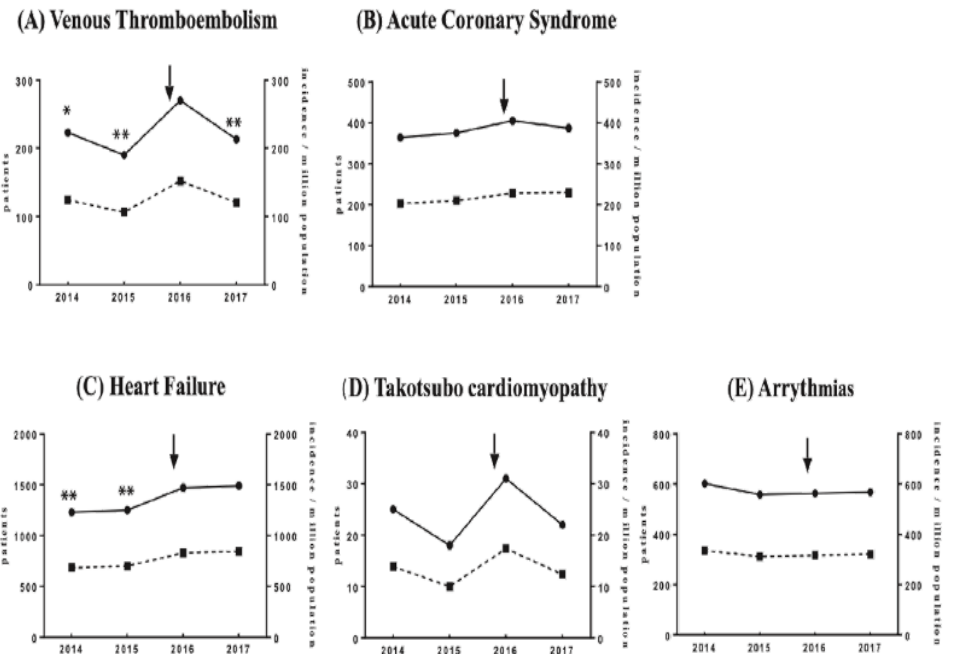 (A) Venous Thromboembolism
300
200
100
0
patients
*
**
**
300
200
100
0
incidence / million population
2014 2015 2016 2017
(B) Acute Coronary Syndrome
500
400
300
200
100
0
patients
500
400
300
200
100
0
incidence / million population
2014 2015 2016 2017
(C) Heart Failure
2000
1500
1000
500
0
patients
**
**
2000
1500
1000
500
0
incidence / million population
2014 2015 2016 2017
(D) Takotsubo cardiomyopathy
40
30
20
10
0
patients
40
30
20
10
0
incidence / million population
2014 2015 2016 2017
(E) Arrythmias
800
600
400
200
0
patients
800
600
400
200
0
incidence / million population
2014 2015 2016 2017